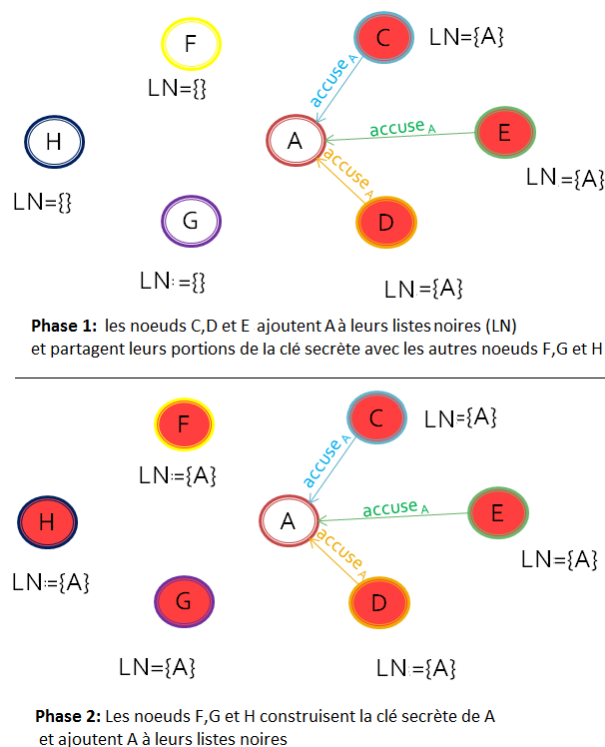 F
C
LN={A}
LN={}
accuse A
H
A
accuse A
E
LN={}
accuse A
LN={A}
G
D
LN:={}
LN={A}
Phase 1: les noeuds C,D et E ajoutent A à leurs listes noires (LN)
et partagent leurs portions de la clé secrète avec les autres noeuds F,G et H
F
C
LN={A}
LN:={A}
accuse A
H
A
accuse A
E
LN:={A}
accuse A
LN={A}
G
D
LN={A}
LN:={A}
Phase 2: Les noeuds F,G et H construisent la clé secrète de A
et ajoutent A à leurs listes noires